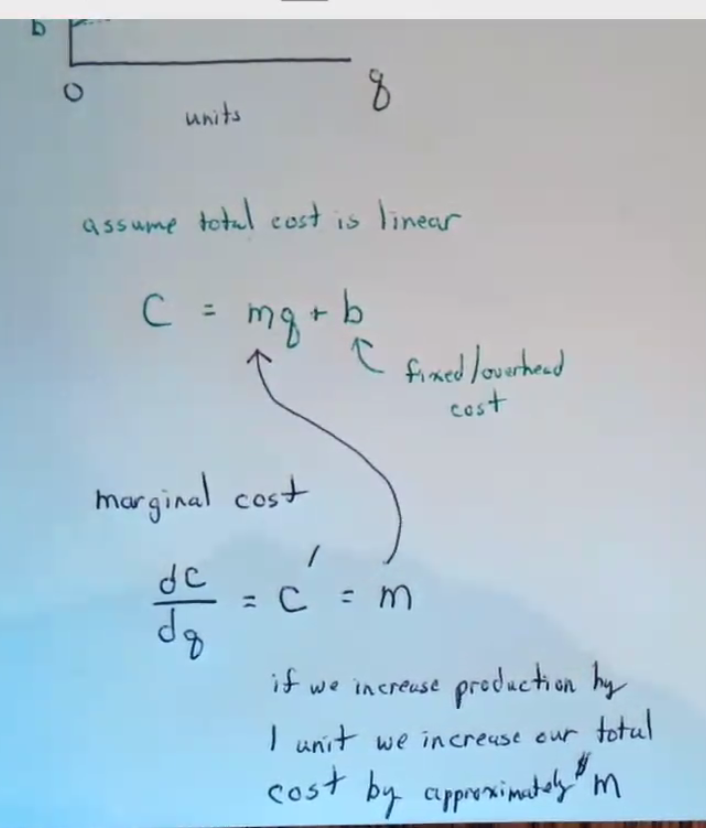 b
0
q
units
assume total cost is linear
C = mq + b
fixed/overhead
cost
marginal cost
dC/dq = C' = m
if we increase production by
1 unit we increase our total
cost by approximately $m